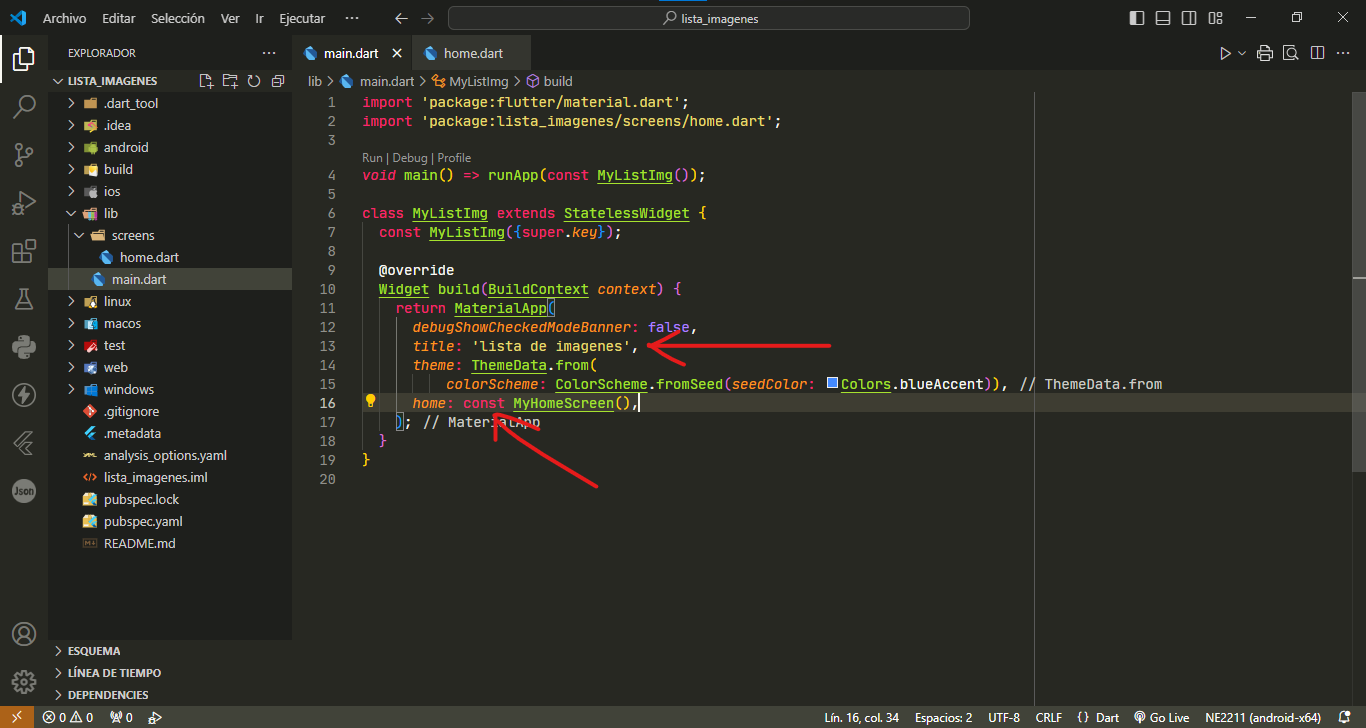 Archivo Editar Selección Ver Ir Ejecutar ··· lista_imagenes
EXPLORADOR ···
LISTA_IMAGENES
.dart_tool
.idea
android
build
ios
lib
screens
home.dart
main.dart
linux
macos
test
web
windows
.gitignore
.metadata
analysis_options.yaml
lista_imagenes.iml
pubspec.lock
pubspec.yaml
README.md
ESQUEMA
LÍNEA DE TIEMPO
DEPENDENCIES
Json
main.dart home.dart
lib > main.dart > MyListImg > build
1 import 'package:flutter/material.dart';
2 import 'package:lista_imagenes/screens/home.dart';
3
Run | Debug | Profile
4 void main() => runApp(const MyListImg());
5
6 class MyListImg extends StatelessWidget {
7 const MyListImg({super.key});
8
9 @override
10 Widget build(BuildContext context) {
11 return MaterialApp(
12 debugShowCheckedModeBanner: false,
13 title: 'lista de imagenes',
14 theme: ThemeData.from(
15 colorScheme: ColorScheme.fromSeed(seedColor: Colors.blueAccent)), // ThemeData.from
16 home: const MyHomeScreen(),
17 ); // MaterialApp
18 }
19 }
20
0 0 0 Lín. 16, col. 34 Espacios: 2 UTF-8 CRLF {} Dart Go Live NE2211 (android-x64)